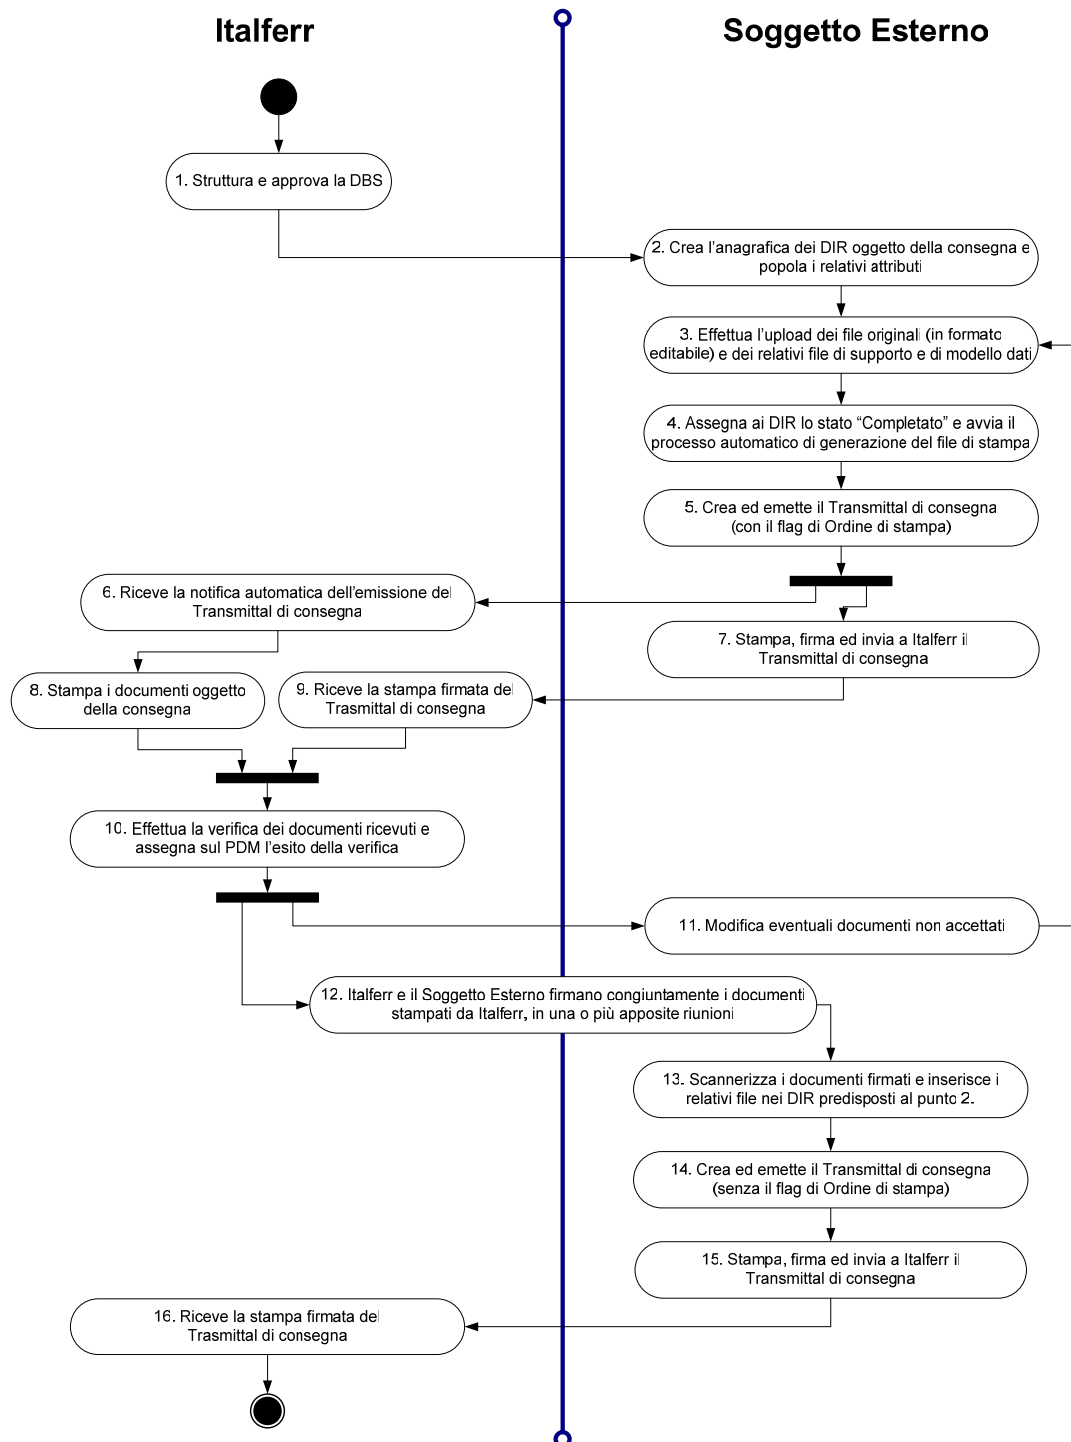 Italferr
Soggetto Esterno
1. Struttura e approva la DBS
2. Crea l'anagrafica dei DIR oggetto della consegna e
popola i relativi attributi
3. Effettua l'upload dei file originali (in formato
editabile) e dei relativi file di supporto e di modello dati
4. Assegna ai DIR lo stato “Completato” e avvia il
processo automatico di generazione del file di stampa
5. Crea ed emette il Transmittal di consegna
(con il flag di Ordine di stampa)
6. Riceve la notifica automatica dell'emissione del
Transmittal di consegna
7. Stampa, firma ed invia a Italferr il
Transmittal di consegna
8. Stampa i documenti oggetto
della consegna
9. Riceve la stampa firmata del
Trasmittal di consegna
10. Effettua la verifica dei documenti ricevuti e
assegna sul PDM l'esito della verifica
11. Modifica eventuali documenti non accettati
12. Italferr e il Soggetto Esterno firmano congiuntamente i documenti
stampati da Italferr, in una o più apposite riunioni
13. Scannerizza i documenti firmati e inserisce i
relativi file nei DIR predisposti al punto 2.
14. Crea ed emette il Transmittal di consegna
(senza il flag di Ordine di stampa)
15. Stampa, firma ed invia a Italferr il
Transmittal di consegna
16. Riceve la stampa firmata del
Trasmittal di consegna